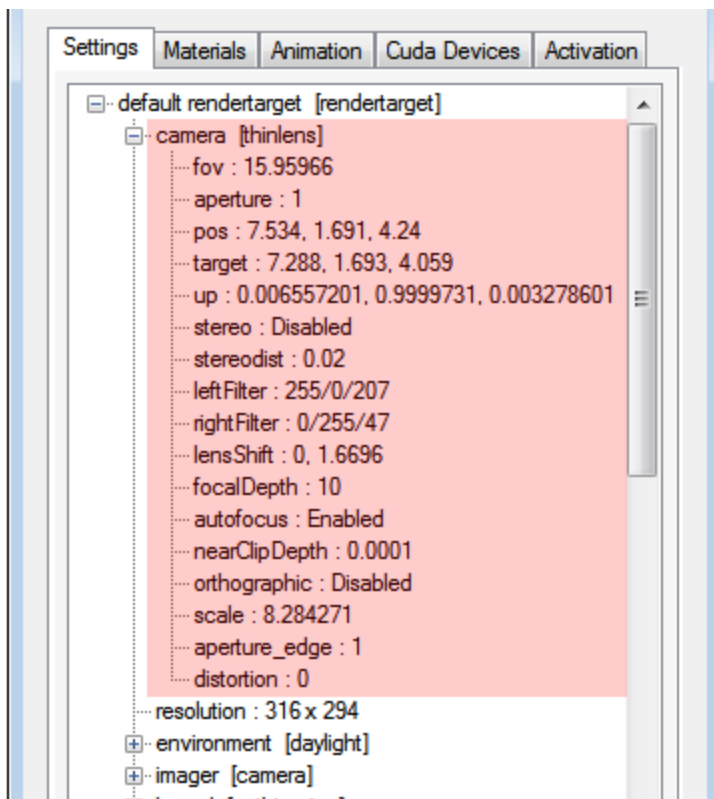 Settings Materials Animation Cuda Devices Activation
default rendertarget [rendertarget]
camera [thinlens]
fov : 15.95966
aperture : 1
pos : 7.534, 1.691, 4.24
target : 7.288, 1.693, 4.059
up : 0.006557201, 0.9999731, 0.003278601
stereo : Disabled
stereodist : 0.02
leftFilter : 255/0/207
rightFilter : 0/255/47
lensShift : 0, 1.6696
focalDepth : 10
autofocus : Enabled
nearClipDepth : 0.0001
orthographic : Disabled
scale : 8.284271
aperture_edge : 1
distortion : 0
resolution : 316 x 294
environment [daylight]
imager [camera]